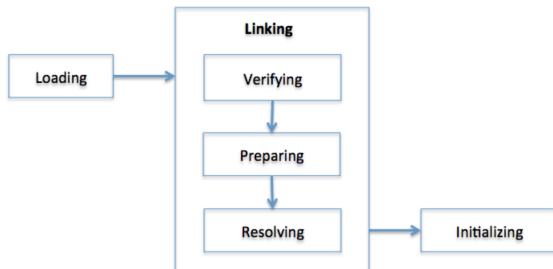 Linking
Loading
Verifying
Preparing
Resolving
Initializing